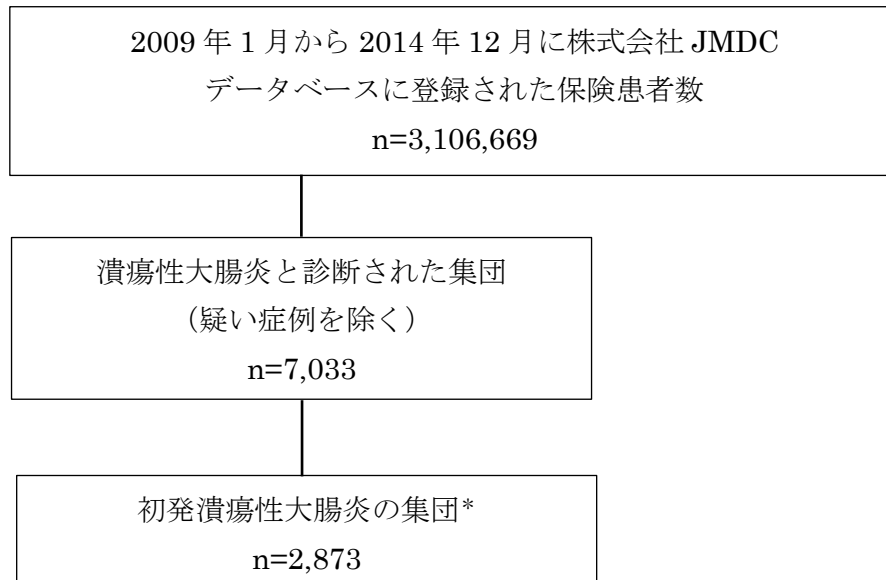 2009 年 1 月から 2014 年 12 月に株式会社 JMDC
データベースに登録された保険患者数
n=3,106,669
潰瘍性大腸炎と診断された集団
（疑い症例を除く）
n=7,033
初発潰瘍性大腸炎の集団*
n=2,873